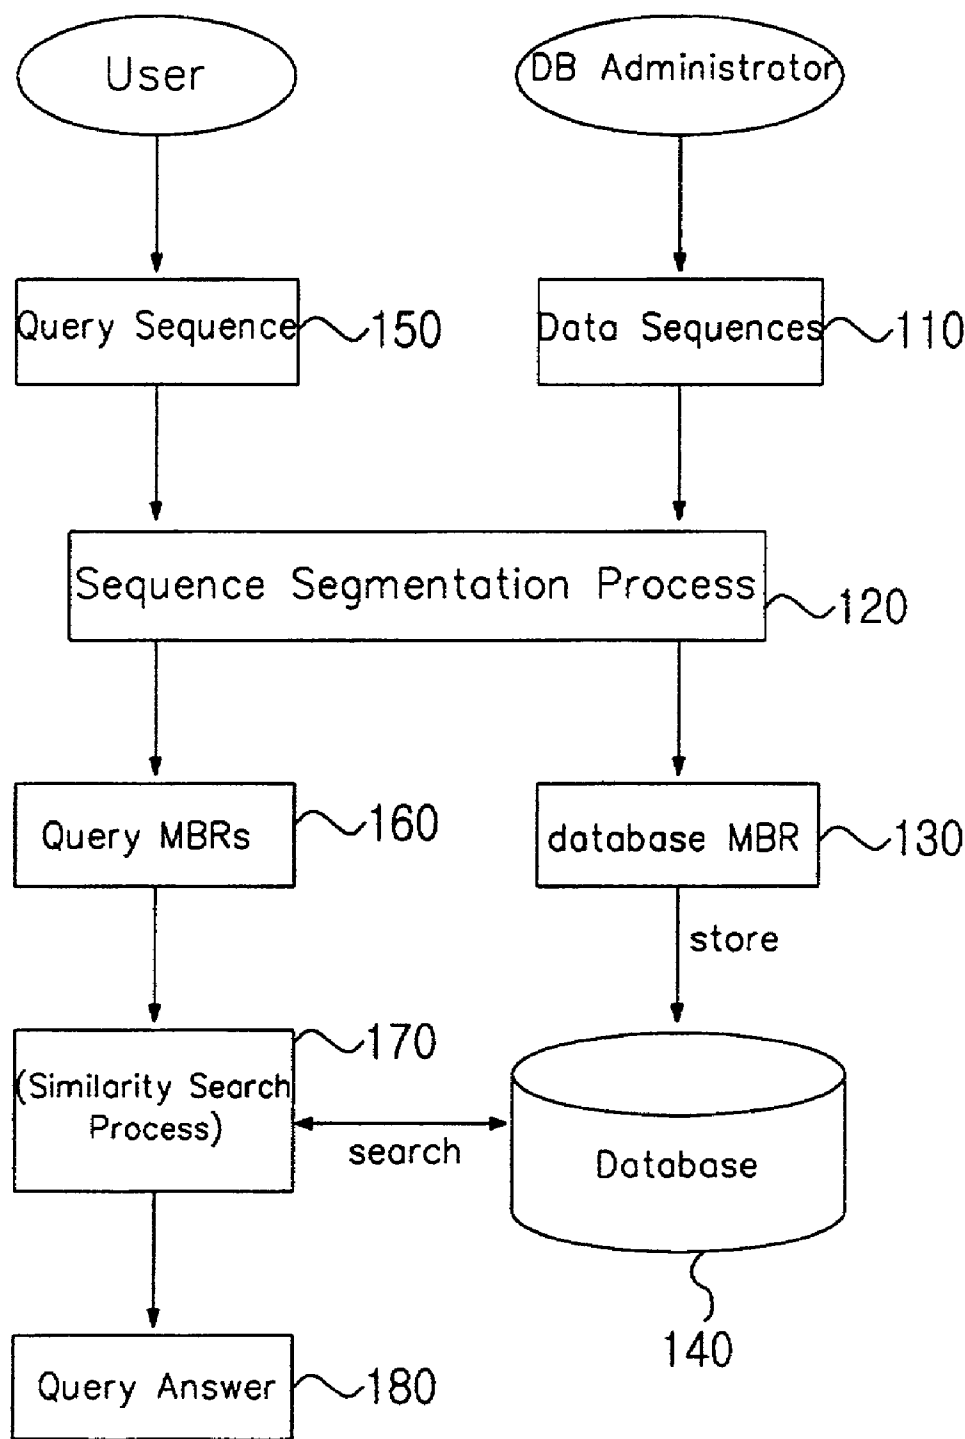 User
DB Administrator
Query Sequence 150
Data Sequences 110
Sequence Segmentation Process 120
Query MBRs 160
database MBR 130
store
170
(Similarity Search
Process)
search
Database
140
Query Answer 180